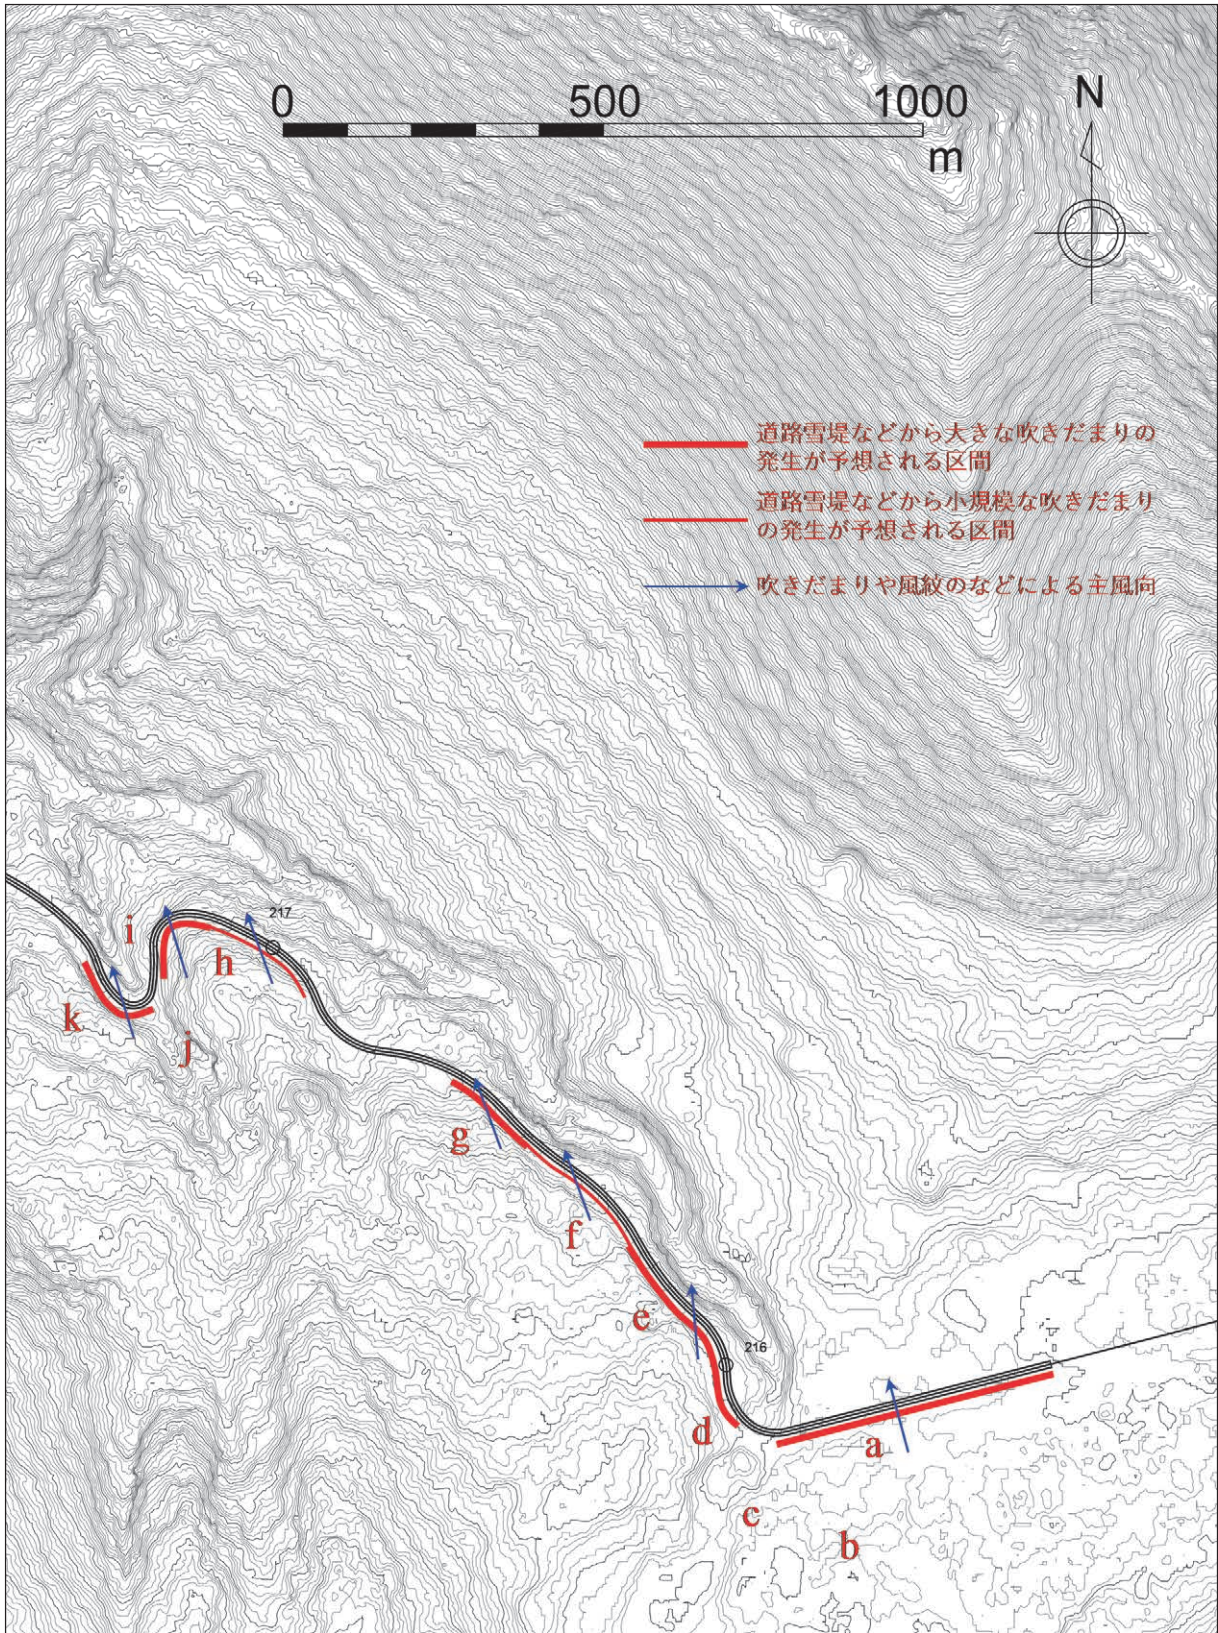 0 500 1000
m
N
道路雪堤などから大きな吹きだまりの
発生が予想される区間
道路雪堤などから小規模な吹きだまり
の発生が予想される区間
吹きだまりや風紋のなどによる主風向
217
i
h
k
j
g
f
e
216
d
a
c
b